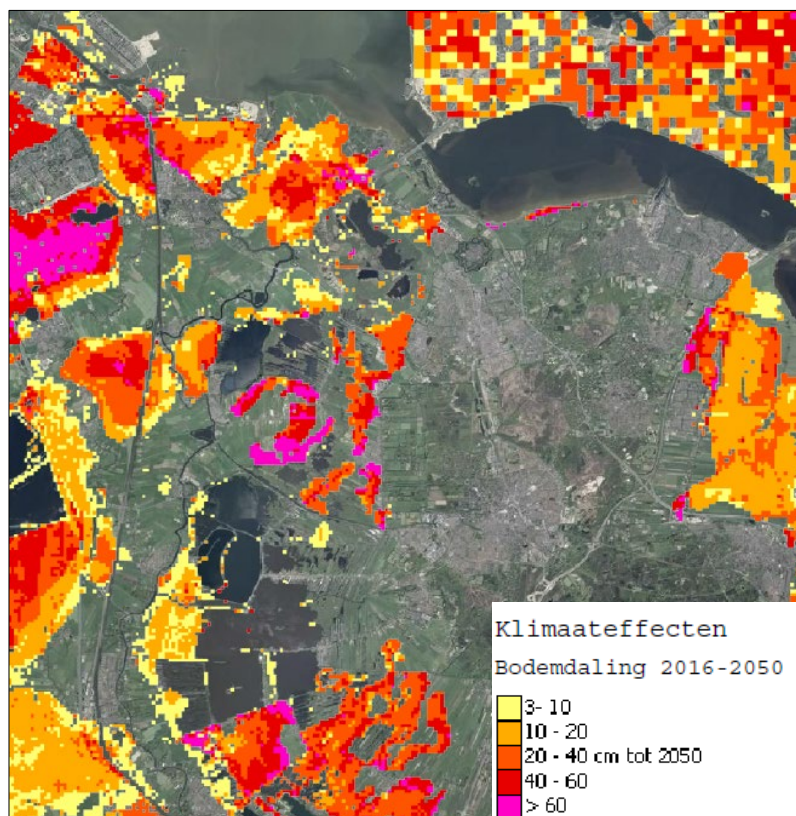 Klimaateffecten
Bodemdaling 2016-2050
3- 10
10 - 20
20 - 40 cm tot 2050
40 - 60
> 60